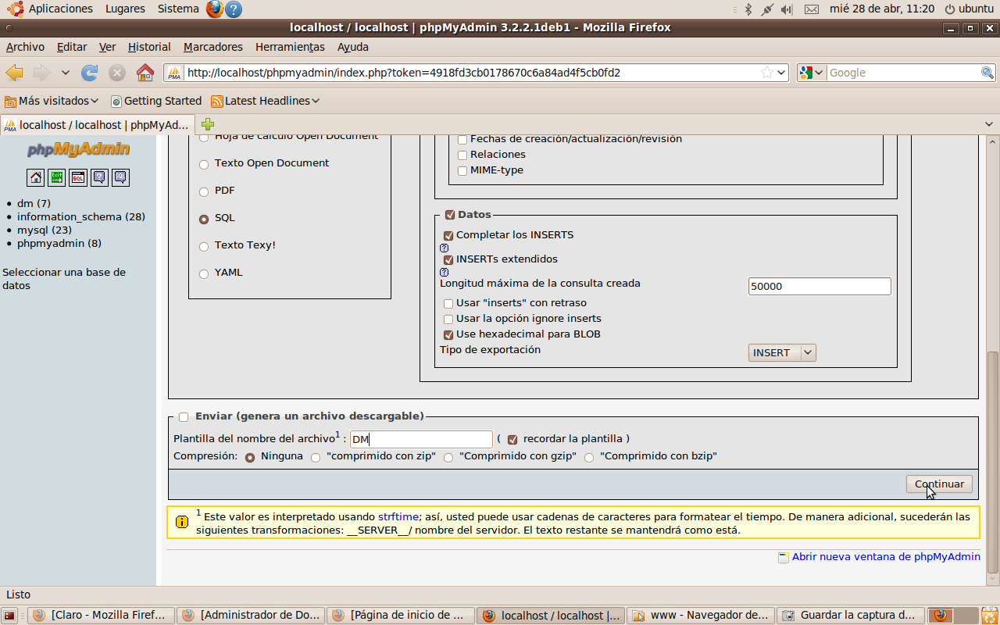 Aplicaciones Lugares Sistema mié 28 de abr, 11:20 ubuntu
localhost / localhost | phpMyAdmin 3.2.2.1deb1 - Mozilla Firefox
Archivo Editar Ver Historial Marcadores Herramientas Ayuda
http://localhost/phpmyadmin/index.php?token=4918fd3cb0178670c6a84ad4f5cb0fd2 Google
Más visitados Getting Started Latest Headlines
localhost / localhost | phpMyAd...
phpMyAdmin
SQL
dm (7)
information_schema (28)
mysql (23)
phpmyadmin (8)
Seleccionar una base de
datos
Hoja de cálculo Open Document
Texto Open Document
PDF
SQL
Texto Texy!
YAML
Fechas de creación/actualización/revisión
Relaciones
MIME-type
Datos
Completar los INSERTS
INSERTs extendidos
Longitud máxima de la consulta creada 50000
Usar "inserts" con retraso
Usar la opción ignore inserts
Use hexadecimal para BLOB
Tipo de exportación INSERT
Enviar (genera un archivo descargable)
Plantilla del nombre del archivo1 : DM ( recordar la plantilla )
Compresión: Ninguna "comprimido con zip" "Comprimido con gzip" "Comprimido con bzip"
Continuar
1 Este valor es interpretado usando strftime; así, usted puede usar cadenas de caracteres para formatear el tiempo. De manera adicional, sucederán las
siguientes transformaciones: __SERVER__/ nombre del servidor. El texto restante se mantendrá como está.
Abrir nueva ventana de phpMyAdmin
Listo
[Claro - Mozilla Firef... [Administrador de Do... [Página de inicio de ... localhost / localhost |... www - Navegador de... Guardar la captura d...